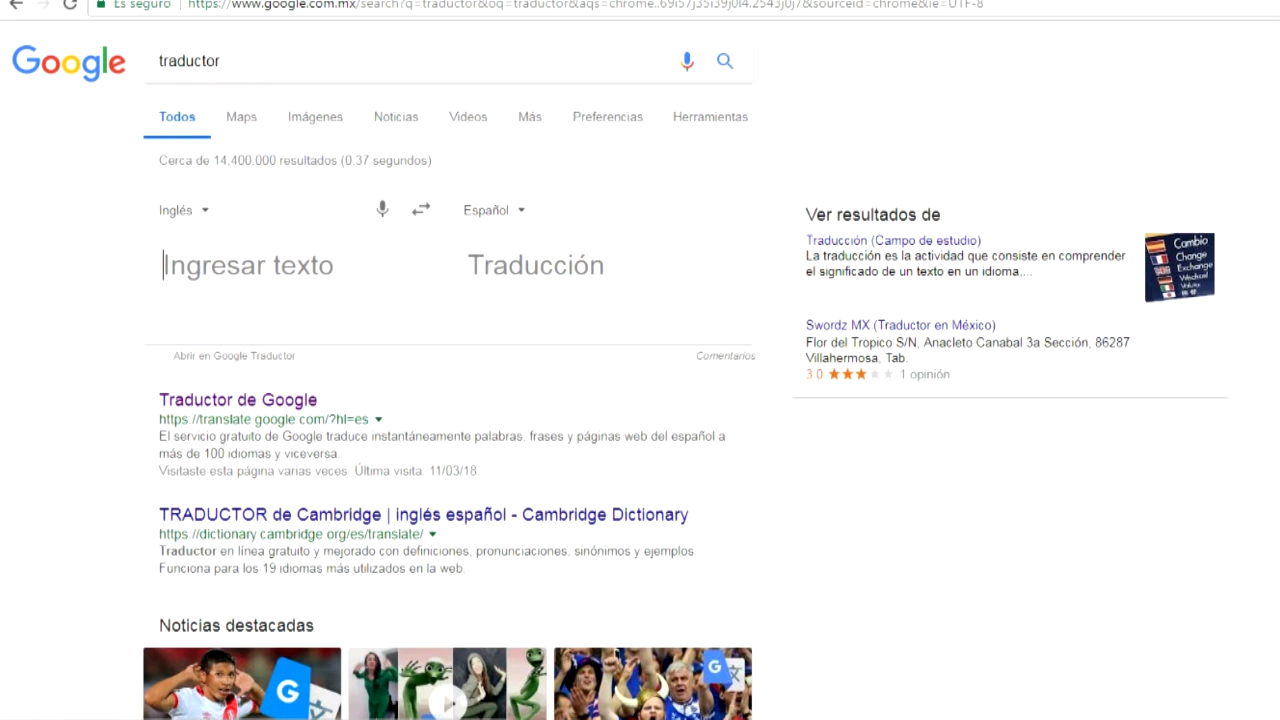 Es seguro | https://www.google.com.mx/search?q=traductor&oq=traductor&aqs=chrome..69i57j35i39j0l4.2543j0j7&sourceid=chrome&ie=UTF-8
Google
traductor
Todos Maps Imágenes Noticias Videos Más Preferencias Herramientas
Cerca de 14,400,000 resultados (0.37 segundos)
Inglés Español
Ingresar texto Traducción
Abrir en Google Traductor Comentarios
Traductor de Google
https://translate.google.com/?hl=es
El servicio gratuito de Google traduce instantáneamente palabras, frases y páginas web del español a
más de 100 idiomas y viceversa.
Visitaste esta página varias veces. Última visita: 11/03/18.
TRADUCTOR de Cambridge | inglés español - Cambridge Dictionary
https://dictionary.cambridge.org/es/translate/
Traductor en línea gratuito y mejorado con definiciones, pronunciaciones, sinónimos y ejemplos.
Funciona para los 19 idiomas más utilizados en la web.
Noticias destacadas
G
G
Ver resultados de
Traducción (Campo de estudio)
La traducción es la actividad que consiste en comprender
el significado de un texto en un idioma,...
Cambio
Change
Exchange
Wechsel
Swordz MX (Traductor en México)
Flor del Tropico S/N, Anacleto Canabal 3a Sección, 86287
Villahermosa, Tab.
3.0 1 opinión